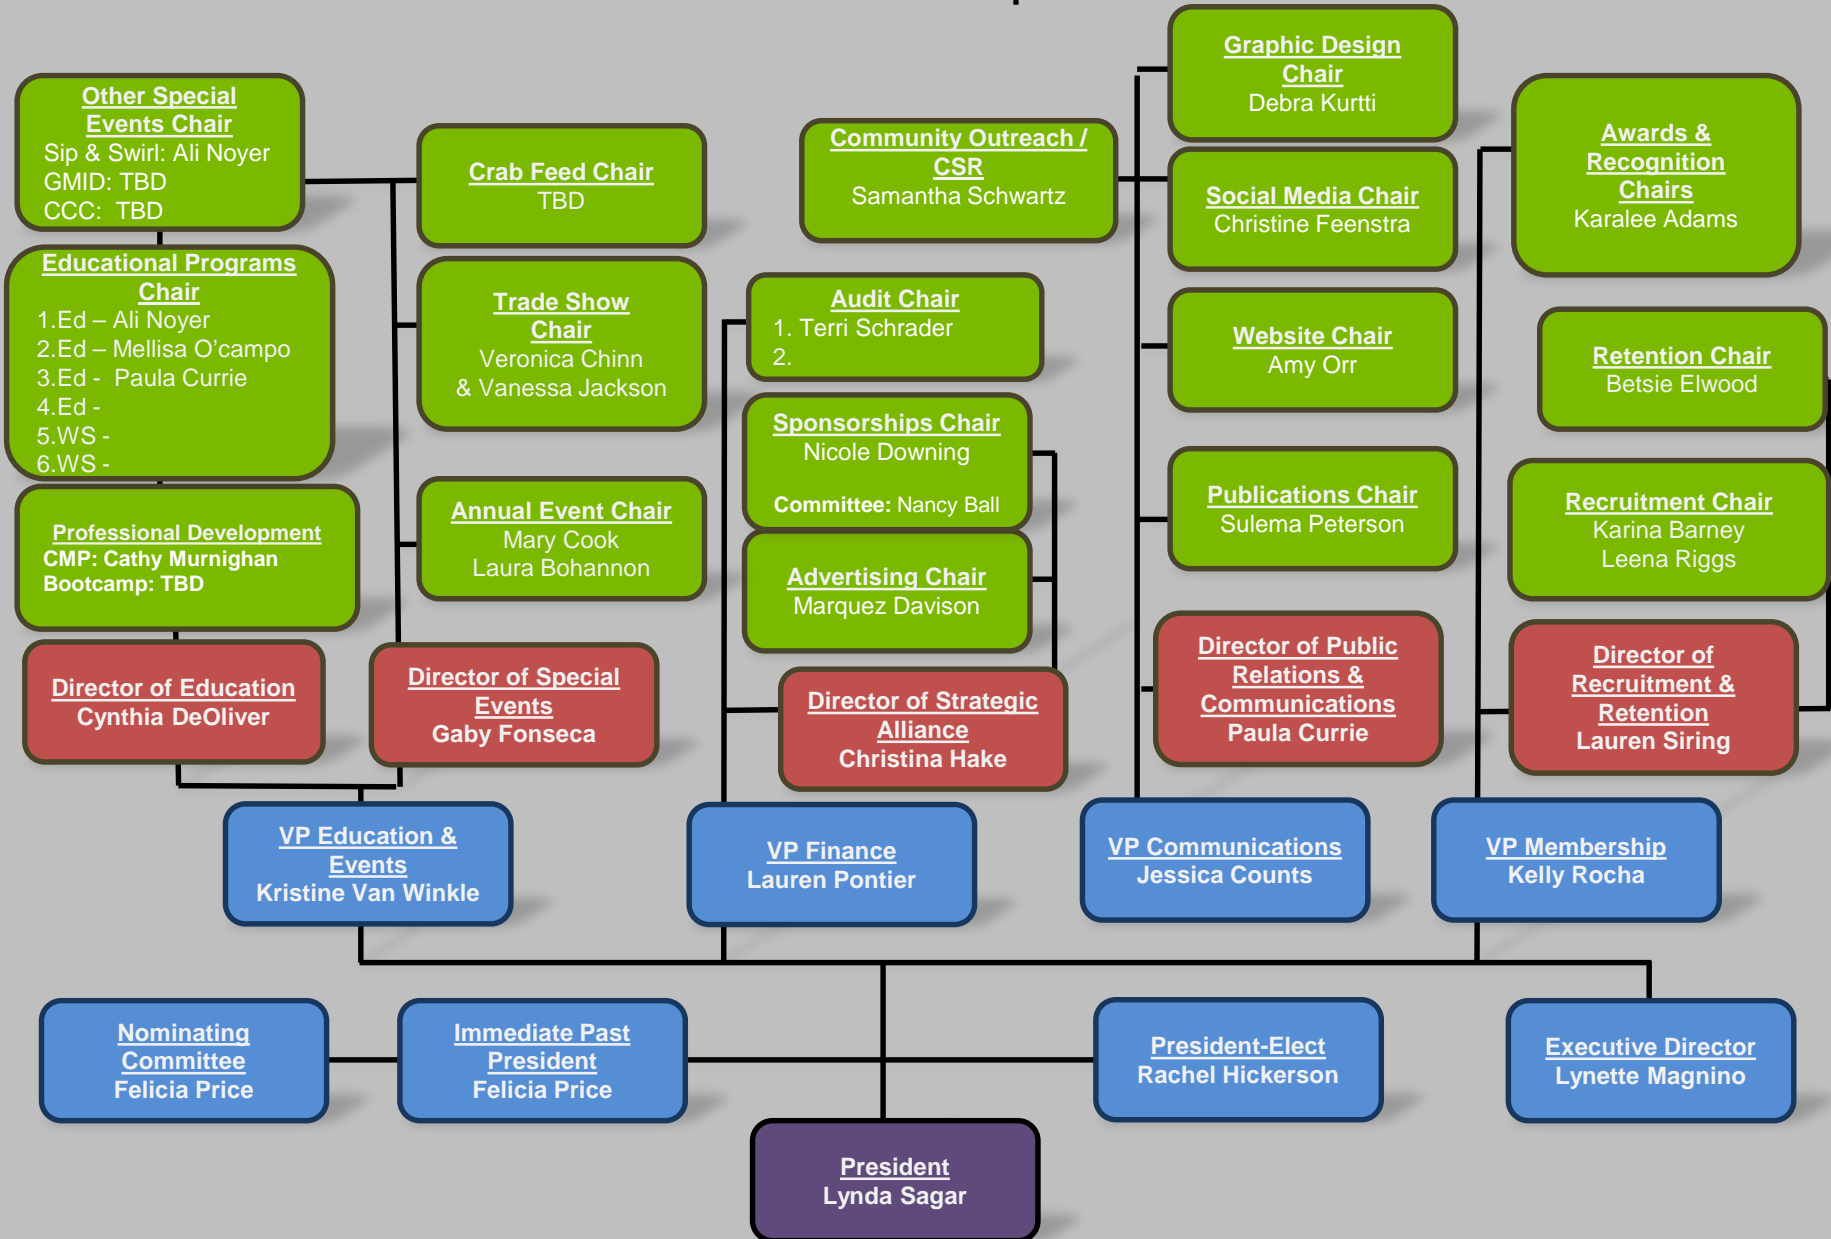 Graphic Design
Chair
Debra Kurtti
Other Special
Events Chair
Sip & Swirl: Ali Noyer
GMID: TBD
CCC:  TBD
Crab Feed Chair
TBD
Community Outreach /
CSR
Samantha Schwartz
Social Media Chair
Christine Feenstra
Awards &
Recognition
Chairs
Karalee Adams
Educational Programs
Chair
1.Ed – Ali Noyer
2.Ed – Mellisa O'campo
3.Ed -  Paula Currie
4.Ed -
5.WS -
6.WS -
Trade Show
Chair
Veronica Chinn
& Vanessa Jackson
Audit Chair
1. Terri Schrader
2.
Website Chair
Amy Orr
Retention Chair
Betsie Elwood
Sponsorships Chair
Nicole Downing
Committee: Nancy Ball
Professional Development
CMP: Cathy Murnighan
Bootcamp: TBD
Annual Event Chair
Mary Cook
Laura Bohannon
Advertising Chair
Marquez Davison
Publications Chair
Sulema Peterson
Recruitment Chair
Karina Barney
Leena Riggs
Director of Education
Cynthia DeOliver
Director of Special
Events
Gaby Fonseca
Director of Strategic
Alliance
Christina Hake
Director of Public
Relations &
Communications
Paula Currie
Director of
Recruitment &
Retention
Lauren Siring
VP Education &
Events
Kristine Van Winkle
VP Finance
Lauren Pontier
VP Communications
Jessica Counts
VP Membership
Kelly Rocha
Nominating
Committee
Felicia Price
Immediate Past
President
Felicia Price
President-Elect
Rachel Hickerson
Executive Director
Lynette Magnino
President
Lynda Sagar